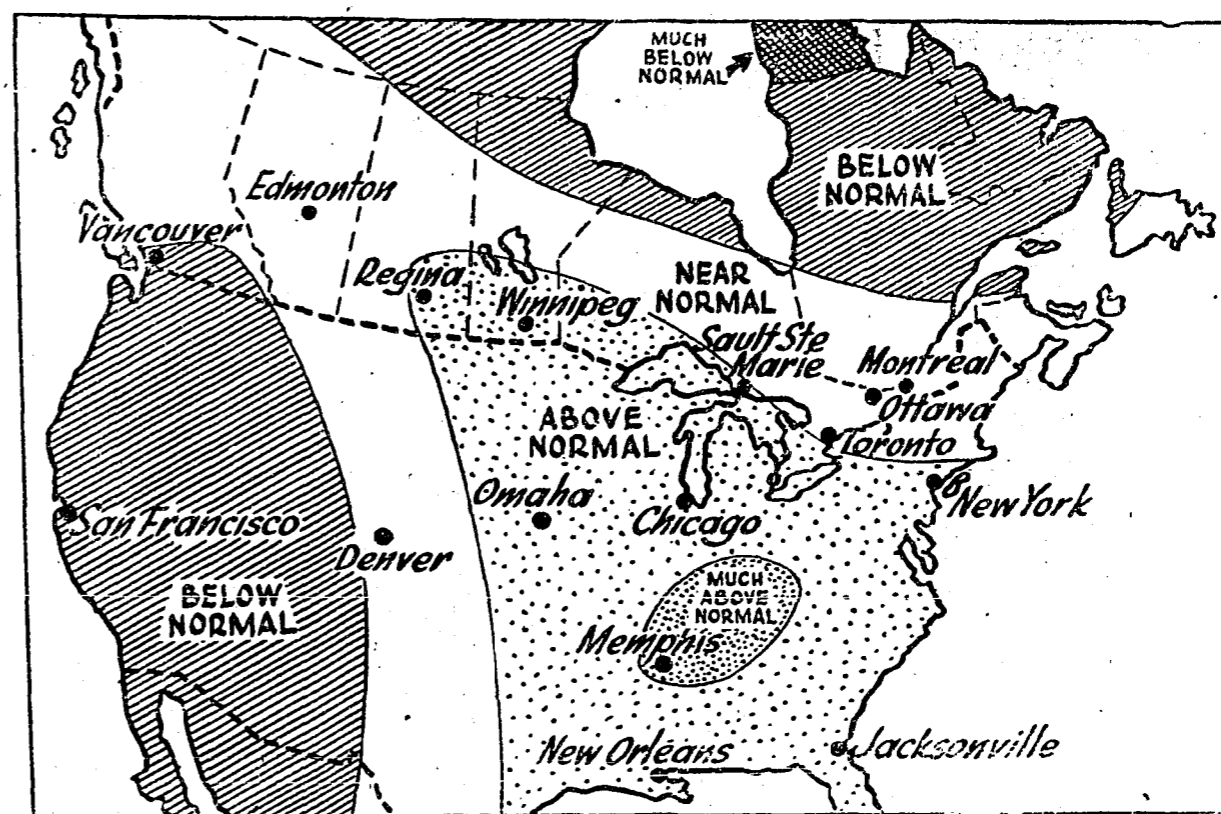 MUCH
BELOW
NORMAL
BELOW
NORMAL
Edmonton
Vancouver
Regina
Winnipeg
NEAR
NORMAL
Sault Ste
Marie
Montreal
Ottawa
Toronto
ABOVE
NORMAL
Omaha
Chicago
New York
San Francisco
Denver
BELOW
NORMAL
MUCH
ABOVE
NORMAL
Memphis
New Orleans
Jacksonville